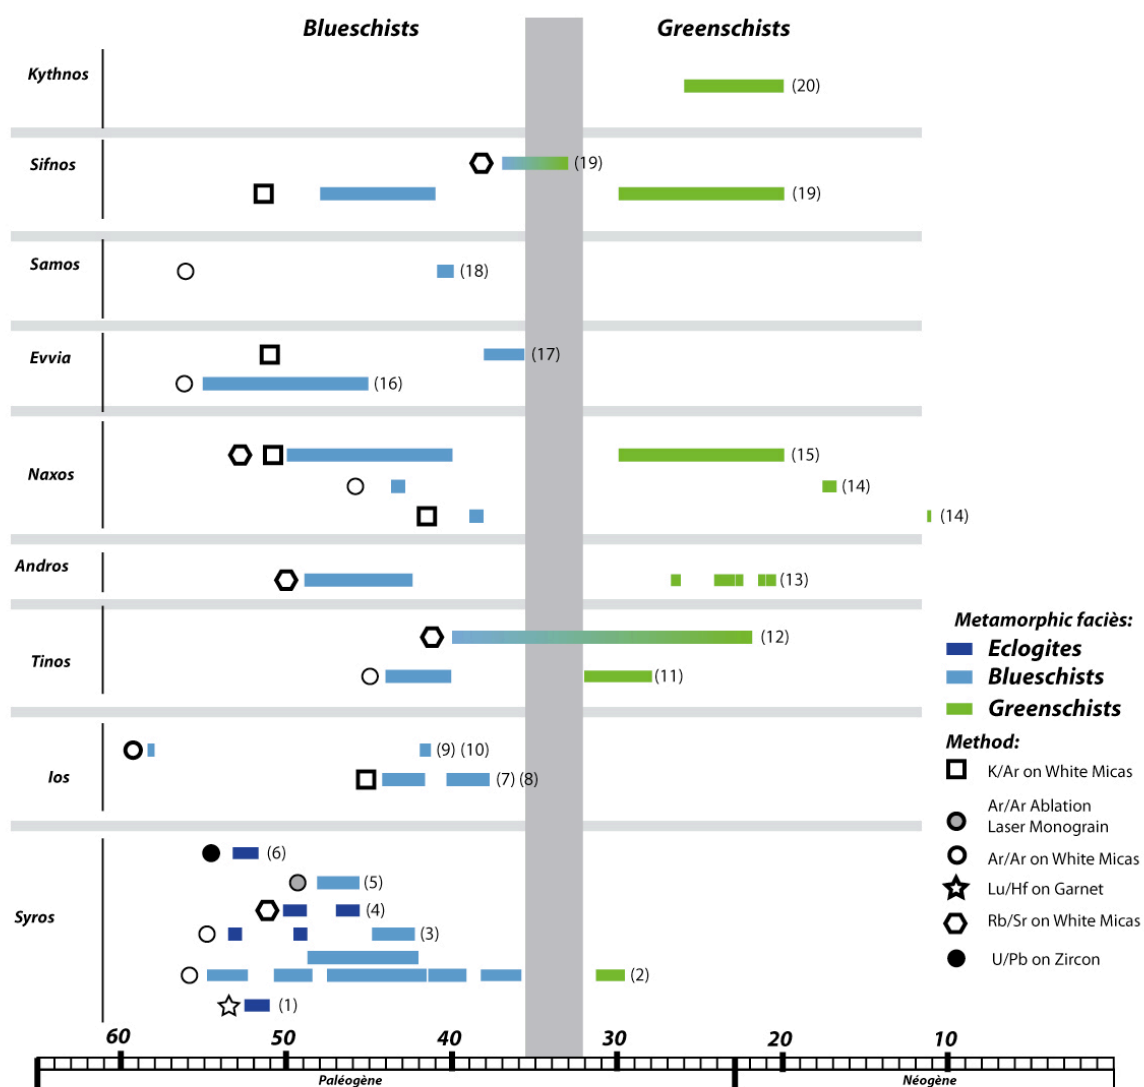 Blueschists Greenschists
Kythnos
(20)
Sifnos
(19)
(19)
Samos
(18)
Evvia
(17)
(16)
Naxos
(15)
(14)
(14)
Andros
(13)
Tinos
(12)
(11)
Ios
(9) (10)
(7) (8)
Syros
(6)
(5)
(4)
(3)
(2)
(1)
Metamorphic faciès:
Eclogites
Blueschists
Greenschists
Method:
K/Ar on White Micas
Ar/Ar Ablation
Laser Monograin
Ar/Ar on White Micas
Lu/Hf on Garnet
Rb/Sr on White Micas
U/Pb on Zircon
60 50 40 30 20 10
Paléogène Néogène